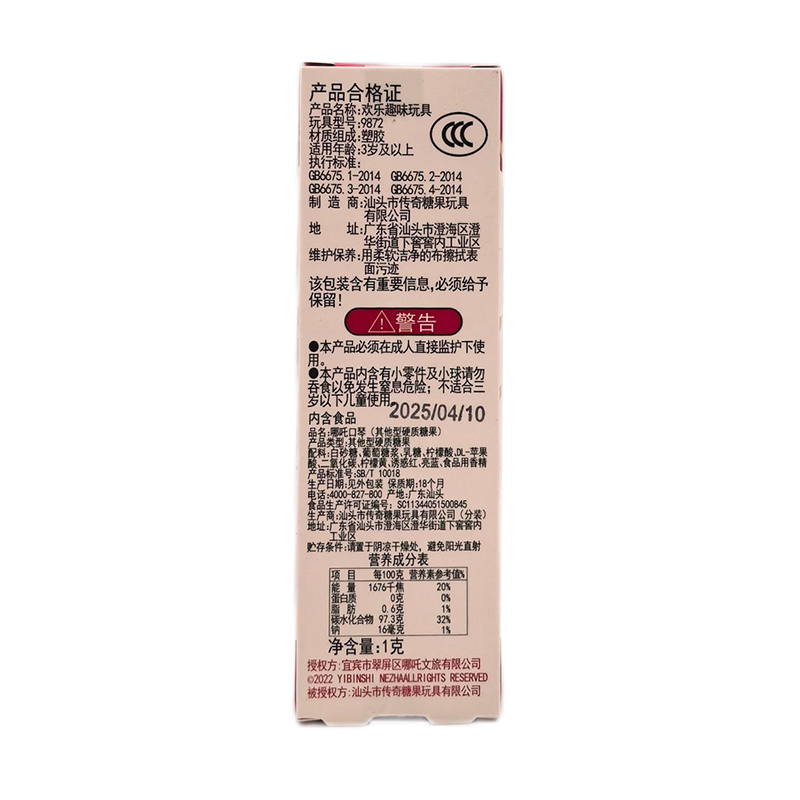 产品合格证
产品名称:欢乐趣味玩具
玩具型号:9872
材质组成:塑胶
适用年龄:3岁及以上
执行标准:
GB6675.1-2014 GB6675.2-2014
GB6675.3-2014 GB6675.4-2014
制造商:汕头市传奇糖果玩具
有限公司
地 址:广东省汕头市澄海区澄
华街道下窖窖内工业区
维护保养:用柔软洁净的布擦拭表
面污迹
该包装含有重要信息,必须给予
保留!
警告
●本产品必须在成人直接监护下使
用。
●本产品内含有小零件及小球请勿
吞食以免发生窒息危险;不适合三
岁以下儿童使用
2025/04/10
内含食品
品名:哪吒口琴(其他型硬质糖果)
产品类型:其他型硬质糖果
配料:白砂糖、葡萄糖浆、乳糖、柠檬酸、DL-苹果
酸、二氧化碳、柠檬黄、诱惑红、亮蓝、食品用香精
产品标准号:SB/T 10018
生产日期:见外包装 保质期:18个月
电话:4000-827-800 产地:广东汕头
食品生产许可证编号:SC11344051500845
生产商:汕头市传奇糖果玩具有限公司(分装)
地址:广东省汕头市澄海区澄华街道下窖窖内
工业区
贮存条件:请置于阴凉干燥处,避免阳光直射
营养成分表
项 目 每100克 营养素参考值%
能 量 1676千焦 20%
蛋白质 0克 0%
脂 肪 0.6克 1%
碳水化合物 97.3克 32%
钠 16毫克 1%
净含量:1克
授权方:宜宾市翠屏区哪吒文旅有限公司
©2022 YIBINSHI NEZHAALLRIGHTS RESERVED
被授权方:汕头市传奇糖果玩具有限公司